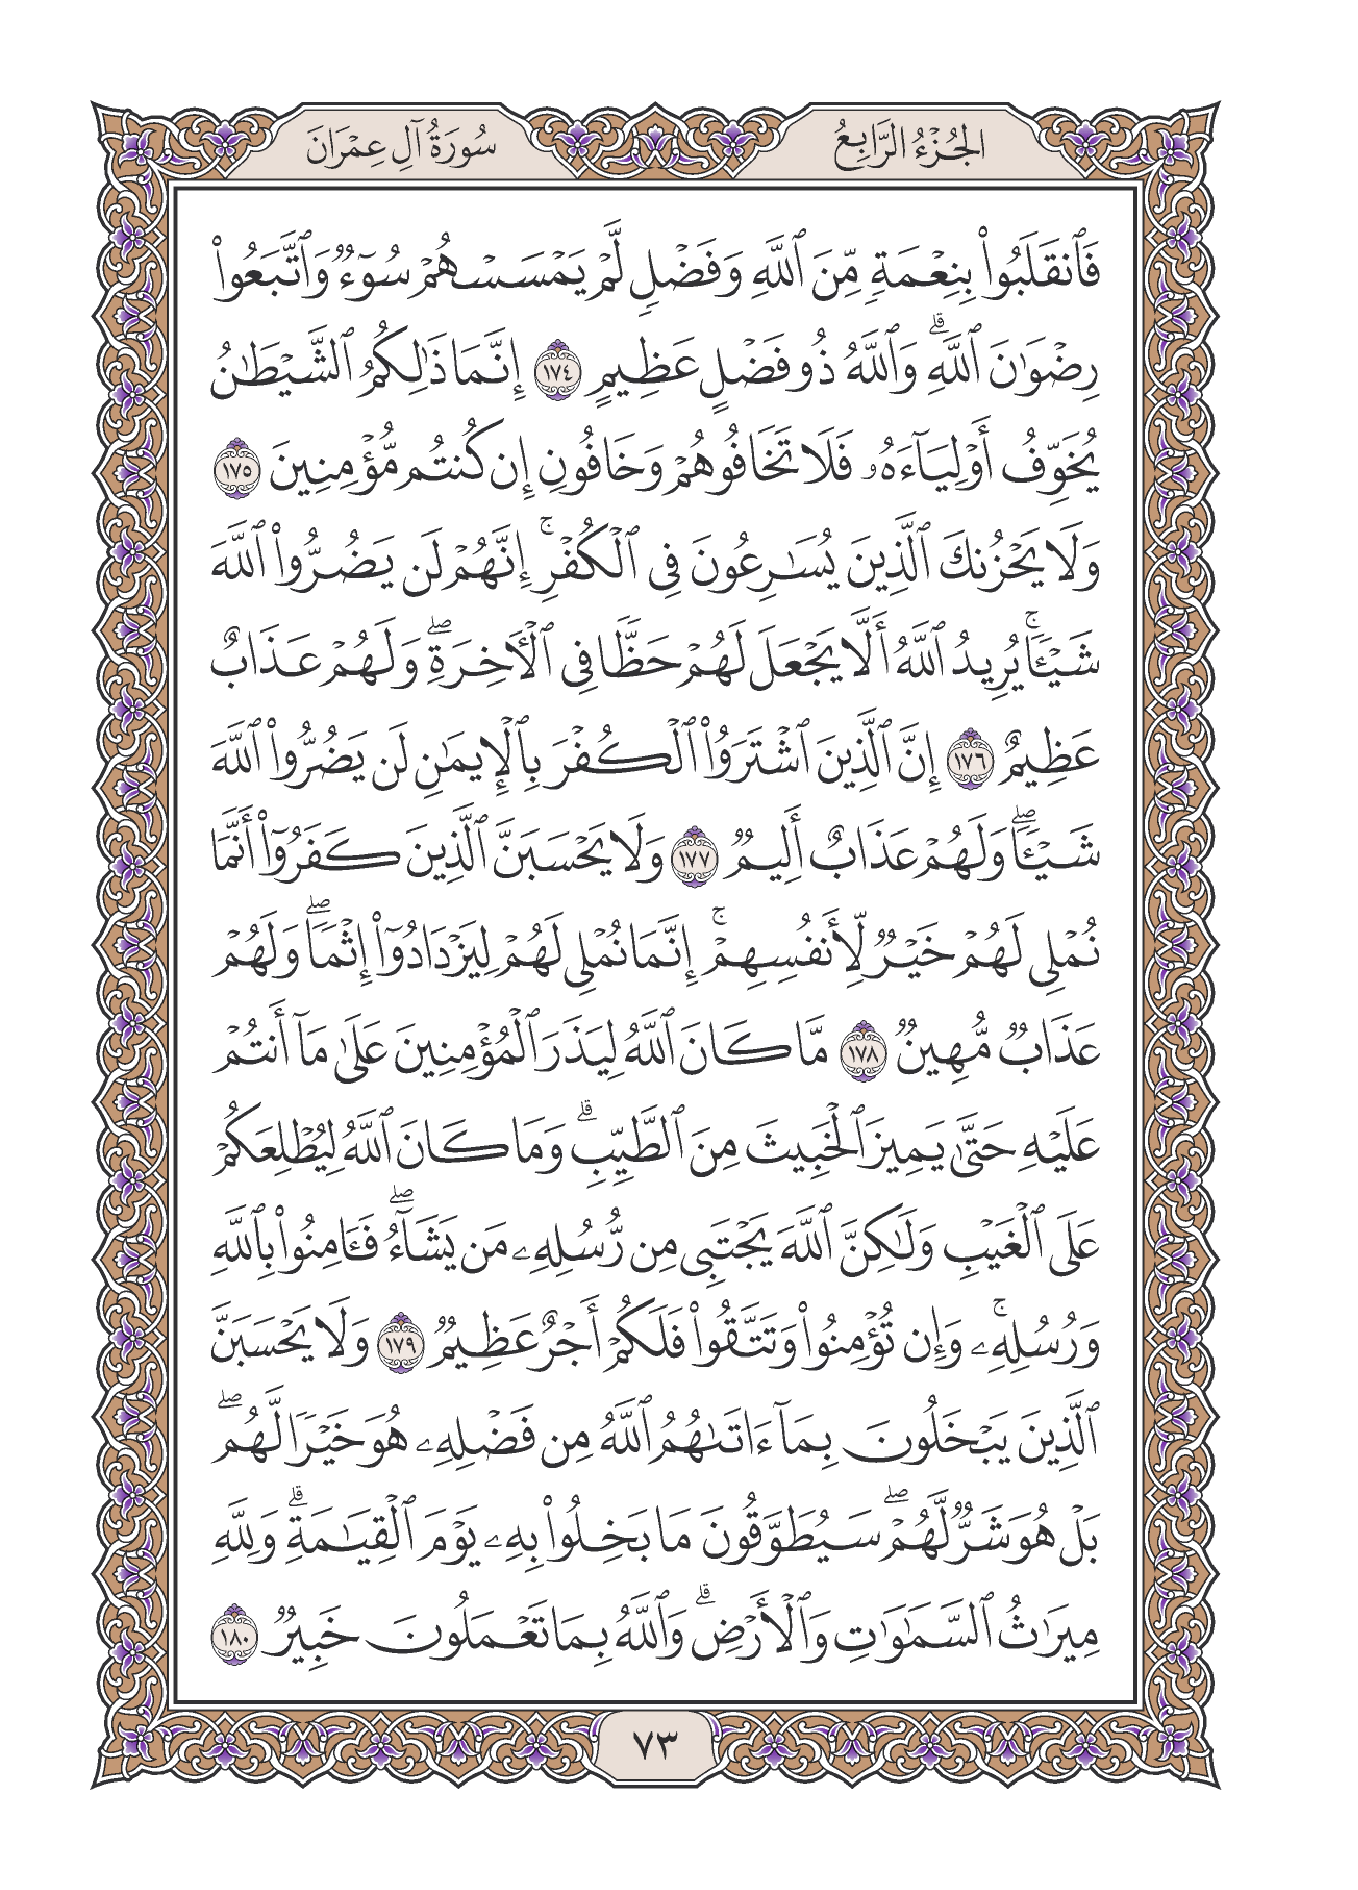 الجُزْءُ الرَّابِعُ
سُورَةُ آلِ عِمْرَانَ
فَٱنقَلَبُوا۟ بِنِعْمَةٍۢ مِّنَ ٱللَّهِ وَفَضْلٍۢ لَّمْ يَمْسَسْهُمْ سُوٓءٌۭ وَٱتَّبَعُوا۟
رِضْوَٰنَ ٱللَّهِ ۗ وَٱللَّهُ ذُو فَضْلٍ عَظِيمٍ ١٧٤ إِنَّمَا ذَٰلِكُمُ ٱلشَّيْطَٰنُ
يُخَوِّفُ أَوْلِيَآءَهُۥ فَلَا تَخَافُوهُمْ وَخَافُونِ إِن كُنتُم مُّؤْمِنِينَ ١٧٥
وَلَا يَحْزُنكَ ٱلَّذِينَ يُسَٰرِعُونَ فِى ٱلْكُفْرِ ۚ إِنَّهُمْ لَن يَضُرُّوا۟ ٱللَّهَ
شَيْـًۭٔا ۚ يُرِيدُ ٱللَّهُ أَلَّا يَجْعَلَ لَهُمْ حَظًّۭا فِى ٱلْـَٔاخِرَةِ ۖ وَلَهُمْ عَذَابٌ
عَظِيمٌ ١٧٦ إِنَّ ٱلَّذِينَ ٱشْتَرَوُا۟ ٱلْكُفْرَ بِٱلْإِيمَٰنِ لَن يَضُرُّوا۟ ٱللَّهَ
شَيْـًۭٔا ۖ وَلَهُمْ عَذَابٌ أَلِيمٌۭ ١٧٧ وَلَا يَحْسَبَنَّ ٱلَّذِينَ كَفَرُوٓا۟ أَنَّمَا
نُمْلِى لَهُمْ خَيْرٌۭ لِّأَنفُسِهِمْ ۚ إِنَّمَا نُمْلِى لَهُمْ لِيَزْدَادُوٓا۟ إِثْمًۭا ۖ وَلَهُمْ
عَذَابٌۭ مُّهِينٌۭ ١٧٨ مَّا كَانَ ٱللَّهُ لِيَذَرَ ٱلْمُؤْمِنِينَ عَلَىٰ مَآ أَنتُمْ
عَلَيْهِ حَتَّىٰ يَمِيزَ ٱلْخَبِيثَ مِنَ ٱلطَّيِّبِ ۗ وَمَا كَانَ ٱللَّهُ لِيُطْلِعَكُمْ
عَلَى ٱلْغَيْبِ وَلَٰكِنَّ ٱللَّهَ يَجْتَبِى مِن رُّسُلِهِۦ مَن يَشَآءُ ۖ فَـَٔامِنُوا۟ بِٱللَّهِ
وَرُسُلِهِۦ ۚ وَإِن تُؤْمِنُوا۟ وَتَتَّقُوا۟ فَلَكُمْ أَجْرٌ عَظِيمٌۭ ١٧٩ وَلَا يَحْسَبَنَّ
ٱلَّذِينَ يَبْخَلُونَ بِمَآ ءَاتَىٰهُمُ ٱللَّهُ مِن فَضْلِهِۦ هُوَ خَيْرًۭا لَّهُم ۖ
بَلْ هُوَ شَرٌّۭ لَّهُمْ ۖ سَيُطَوَّقُونَ مَا بَخِلُوا۟ بِهِۦ يَوْمَ ٱلْقِيَٰمَةِ ۗ وَلِلَّهِ
مِيرَٰثُ ٱلسَّمَٰوَٰتِ وَٱلْأَرْضِ ۗ وَٱللَّهُ بِمَا تَعْمَلُونَ خَبِيرٌۭ ١٨٠
٧٣